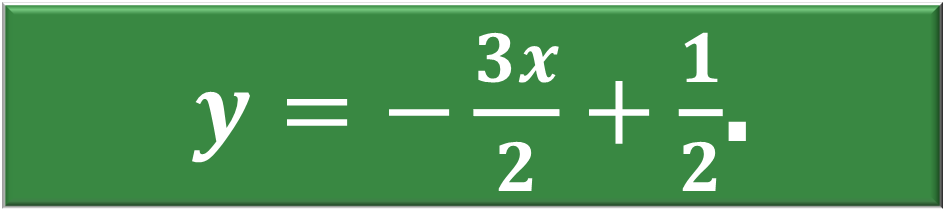 y = −3x/2 + 1/2.